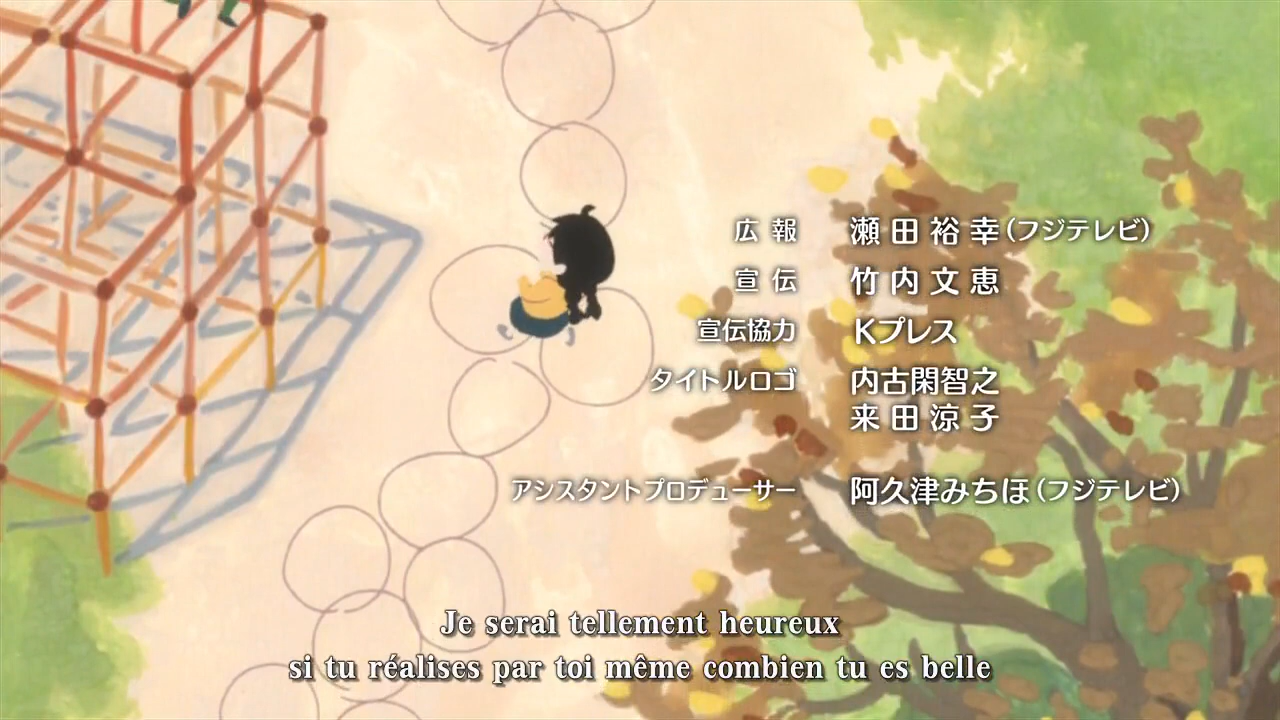 広報 瀬田裕幸(フジテレビ)
宣伝 竹内文恵
宣伝協力 Kプレス
タイトルロゴ 内古閑智之
来田涼子
アシスタントプロデューサー 阿久津みちほ(フジテレビ)
Je serai tellement heureux
si tu réalises par toi même combien tu es belle